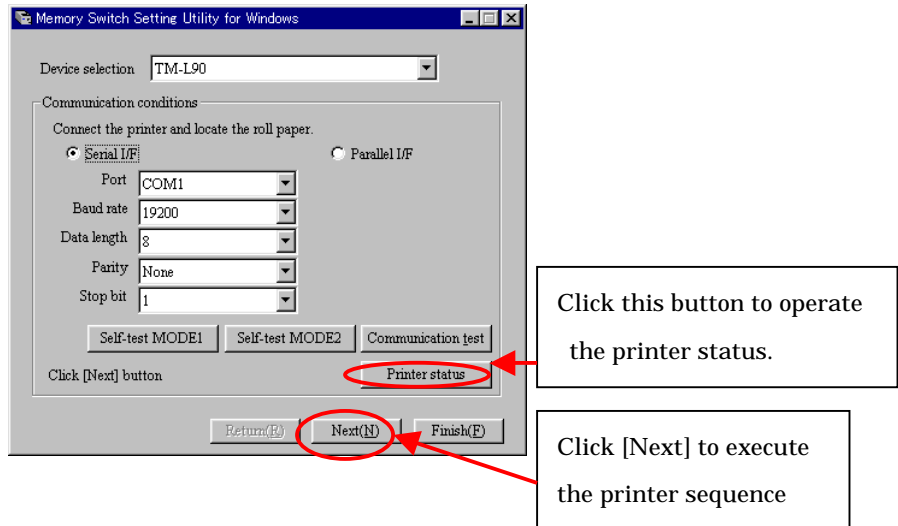 Memory Switch Setting Utility for Windows
Device selection TM-L90
Communication conditions
Connect the printer and locate the roll paper.
Serial I/F Parallel I/F
Port COM1
Baud rate 19200
Data length 8
Parity None
Stop bit 1
Self-test MODE1 Self-test MODE2 Communication test
Click [Next] button Printer status
Return(R) Next(N) Finish(F)
Click this button to operate
the printer status.
Click [Next] to execute
the printer sequence